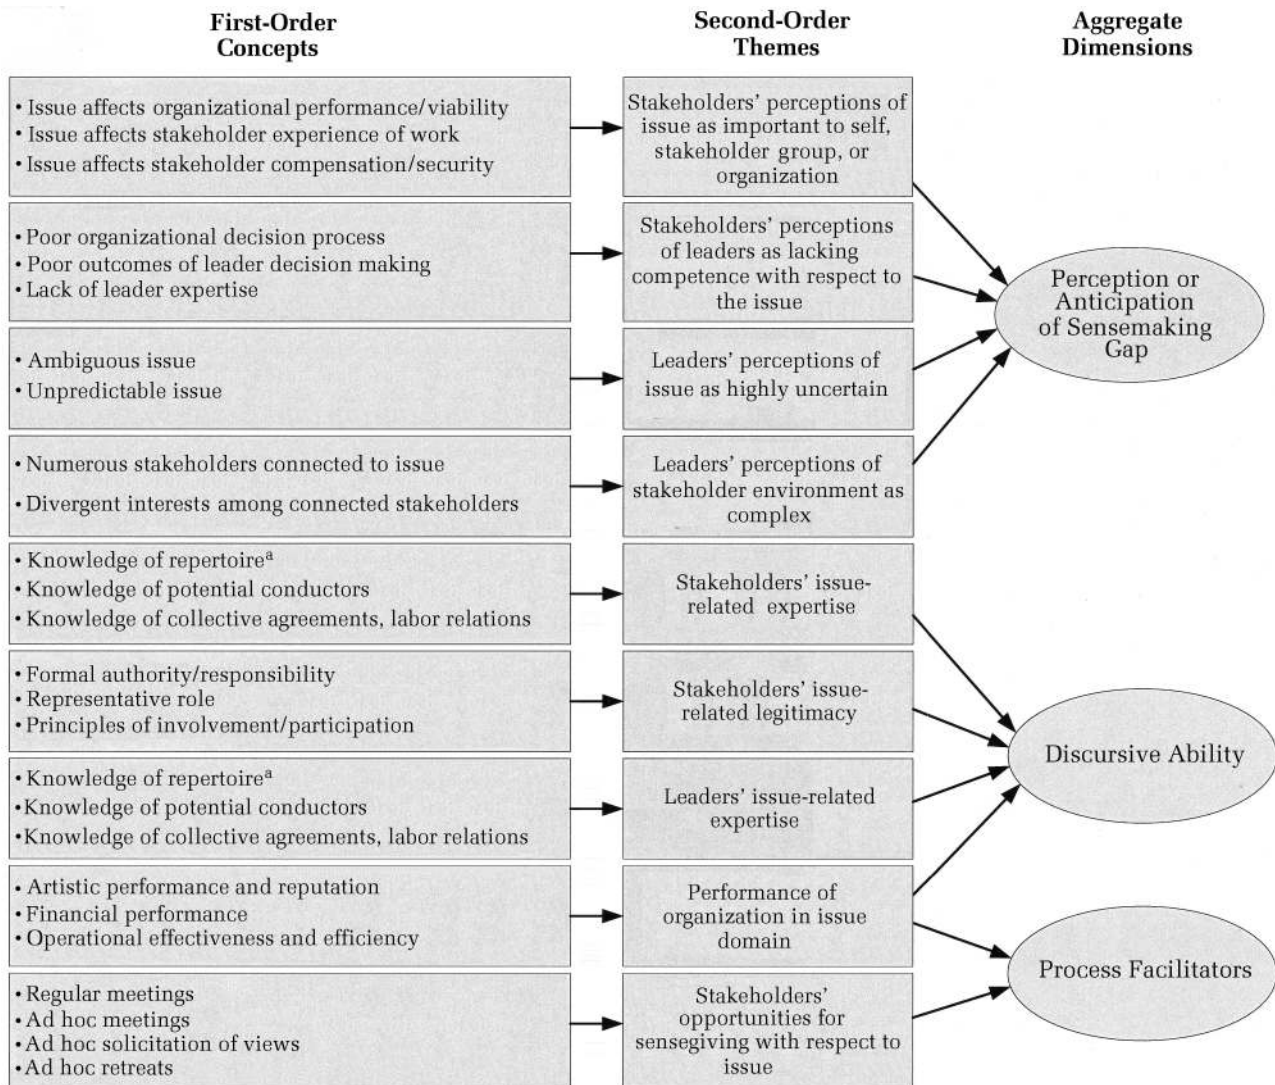 First-Order
Concepts
Second-Order
Themes
Aggregate
Dimensions
• Issue affects organizational performance/viability
• Issue affects stakeholder experience of work
• Issue affects stakeholder compensation/security
Stakeholders' perceptions of
issue as important to self,
stakeholder group, or
organization
• Poor organizational decision process
• Poor outcomes of leader decision making
• Lack of leader expertise
Stakeholders' perceptions
of leaders as lacking
competence with respect to
the issue
Perception or
Anticipation
of Sensemaking
Gap
• Ambiguous issue
• Unpredictable issue
Leaders' perceptions of
issue as highly uncertain
• Numerous stakeholders connected to issue
• Divergent interests among connected stakeholders
Leaders' perceptions of
stakeholder environment as
complex
• Knowledge of repertoireᵃ
• Knowledge of potential conductors
• Knowledge of collective agreements, labor relations
Stakeholders' issue-
related expertise
• Formal authority/responsibility
• Representative role
• Principles of involvement/participation
Stakeholders' issue-
related legitimacy
Discursive Ability
• Knowledge of repertoireᵃ
• Knowledge of potential conductors
• Knowledge of collective agreements, labor relations
Leaders' issue-related
expertise
• Artistic performance and reputation
• Financial performance
• Operational effectiveness and efficiency
Performance of
organization in issue
domain
Process Facilitators
• Regular meetings
• Ad hoc meetings
• Ad hoc solicitation of views
• Ad hoc retreats
Stakeholders'
opportunities for
sensegiving with respect to
issue